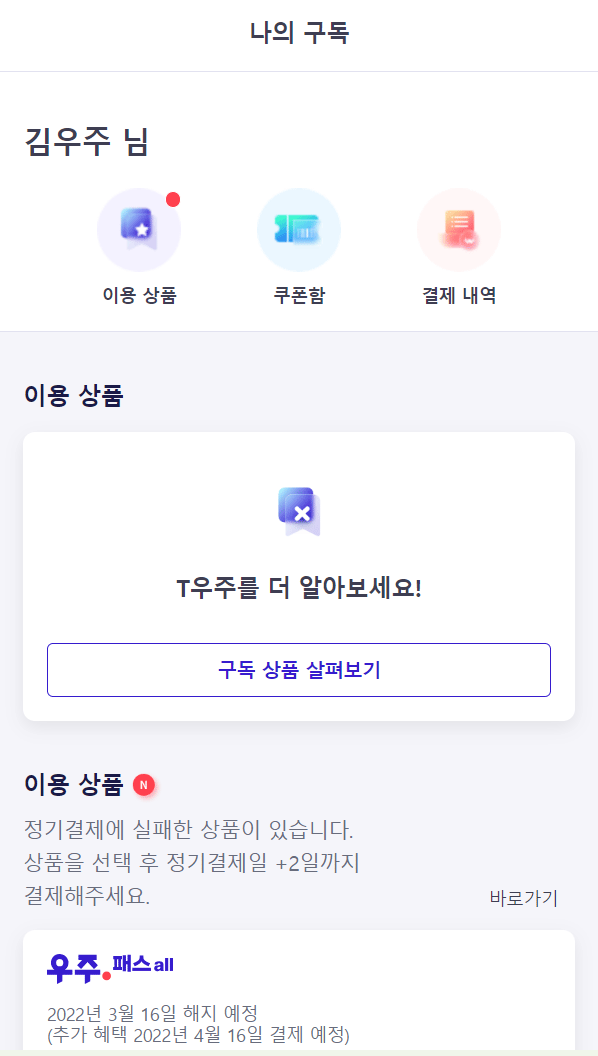 나의 구독
김우주 님
이용 상품
쿠폰함
결제 내역
이용 상품
T우주를 더 알아보세요!
구독 상품 살펴보기
이용 상품 N
정기결제에 실패한 상품이 있습니다.
상품을 선택 후 정기결제일 +2일까지
결제해주세요.
바로가기
우주.패스 all
2022년 3월 16일 해지 예정
(추가 혜택 2022년 4월 16일 결제 예정)